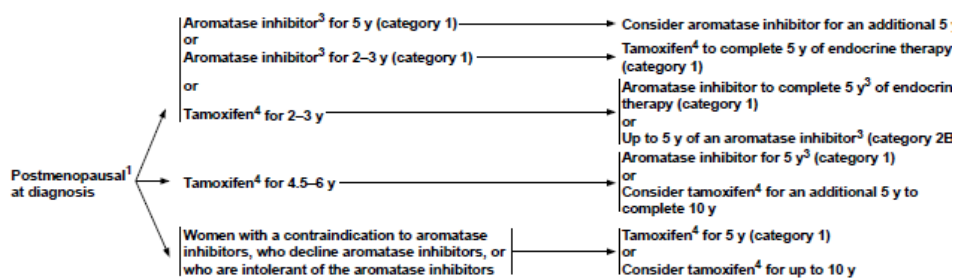 Aromatase inhibitor³ for 5 y (category 1)
Consider aromatase inhibitor for an additional 5
or
Aromatase inhibitor³ for 2–3 y (category 1)
Tamoxifen⁴ to complete 5 y of endocrine therapy
(category 1)
or
Tamoxifen⁴ for 2–3 y
Aromatase inhibitor to complete 5 y³ of endocrin
therapy (category 1)
or
Up to 5 y of an aromatase inhibitor³ (category 2B
Postmenopausal¹
at diagnosis
Tamoxifen⁴ for 4.5–6 y
Aromatase inhibitor for 5 y³ (category 1)
or
Consider tamoxifen⁴ for an additional 5 y to
complete 10 y
Women with a contraindication to aromatase
inhibitors, who decline aromatase inhibitors, or
who are intolerant of the aromatase inhibitors
Tamoxifen⁴ for 5 y (category 1)
or
Consider tamoxifen⁴ for up to 10 y